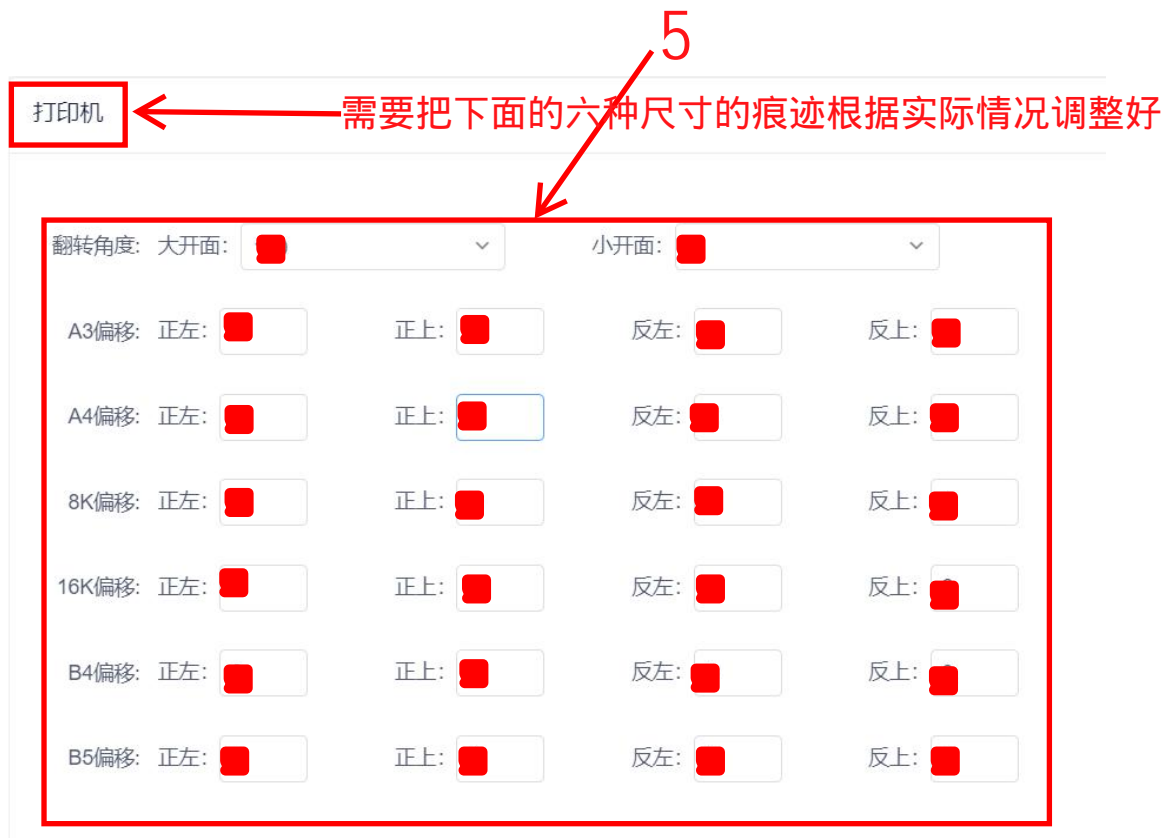 5
打印机
需要把下面的六种尺寸的痕迹根据实际情况调整好
翻转角度: 大开面: 小开面:
A3偏移: 正左: 正上: 反左: 反上:
A4偏移: 正左: 正上: 反左: 反上:
8K偏移: 正左: 正上: 反左: 反上:
16K偏移: 正左: 正上: 反左: 反上:
B4偏移: 正左: 正上: 反左: 反上:
B5偏移: 正左: 正上: 反左: 反上: